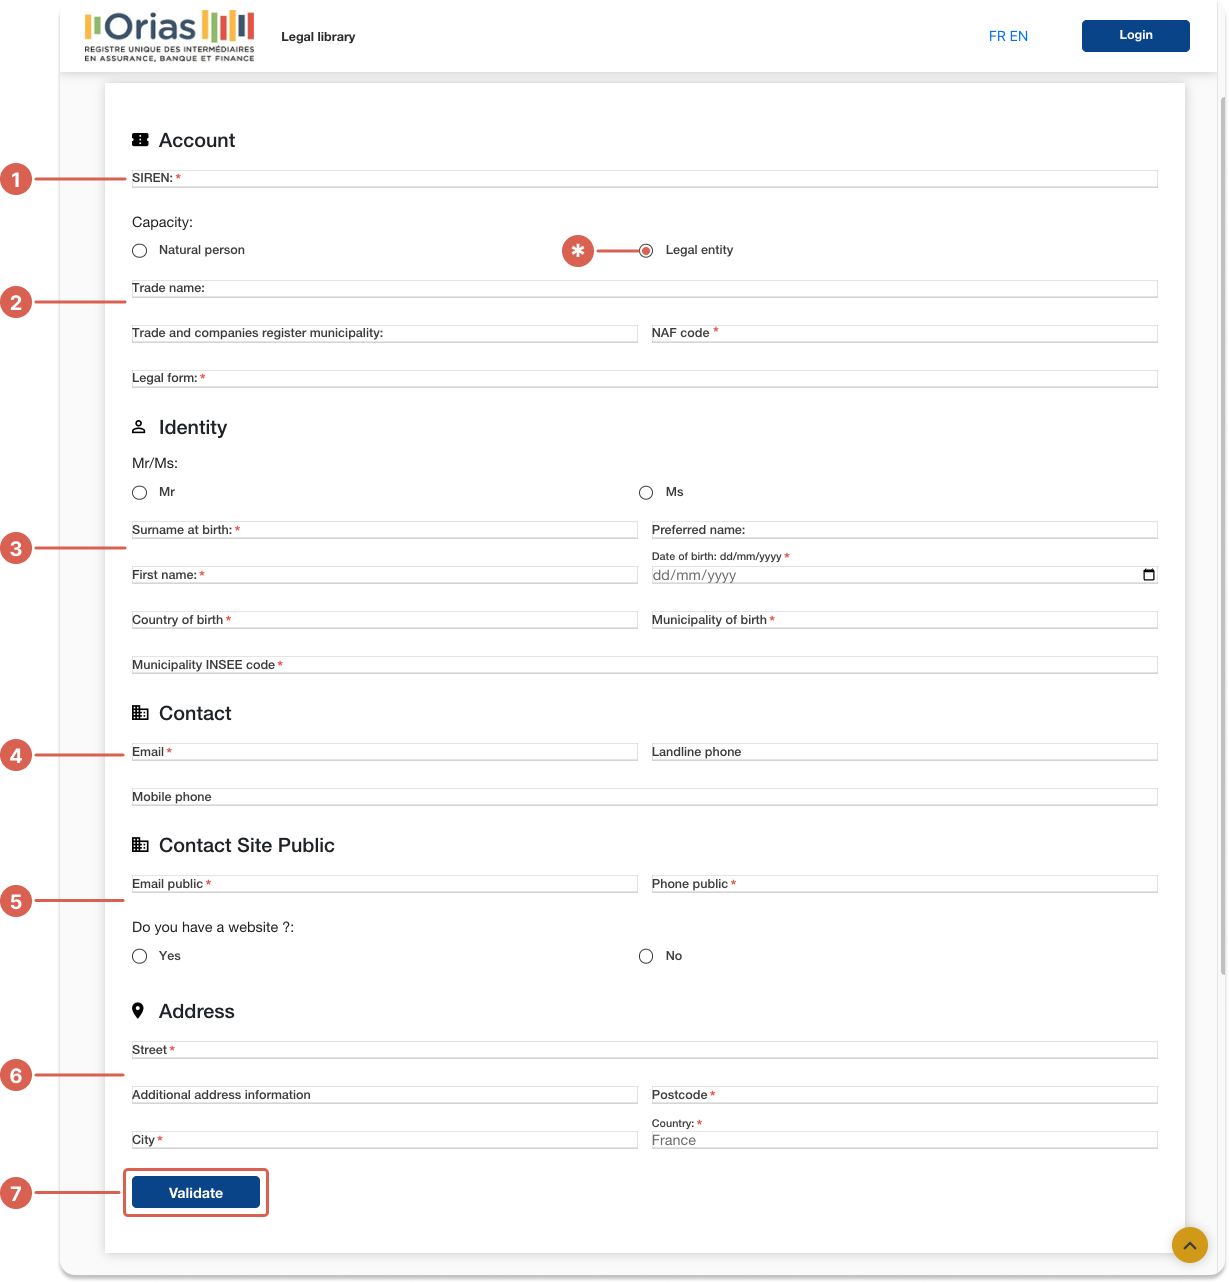 Orias
REGISTRE UNIQUE DES INTERMÉDIAIRES
EN ASSURANCE, BANQUE ET FINANCE
Legal library
FR EN
Login
Account
1
SIREN: *
Capacity:
Natural person
*
Legal entity
2
Trade name:
Trade and companies register municipality:
NAF code *
Legal form: *
Identity
Mr/Ms:
Mr
Ms
3
Surname at birth: *
Preferred name:
Date of birth: dd/mm/yyyy *
First name: *
dd/mm/yyyy
Country of birth *
Municipality of birth *
Municipality INSEE code *
Contact
4
Email *
Landline phone
Mobile phone
Contact Site Public
5
Email public *
Phone public *
Do you have a website ?:
Yes
No
Address
6
Street *
Additional address information
Postcode *
Country: *
City *
France
7
Validate